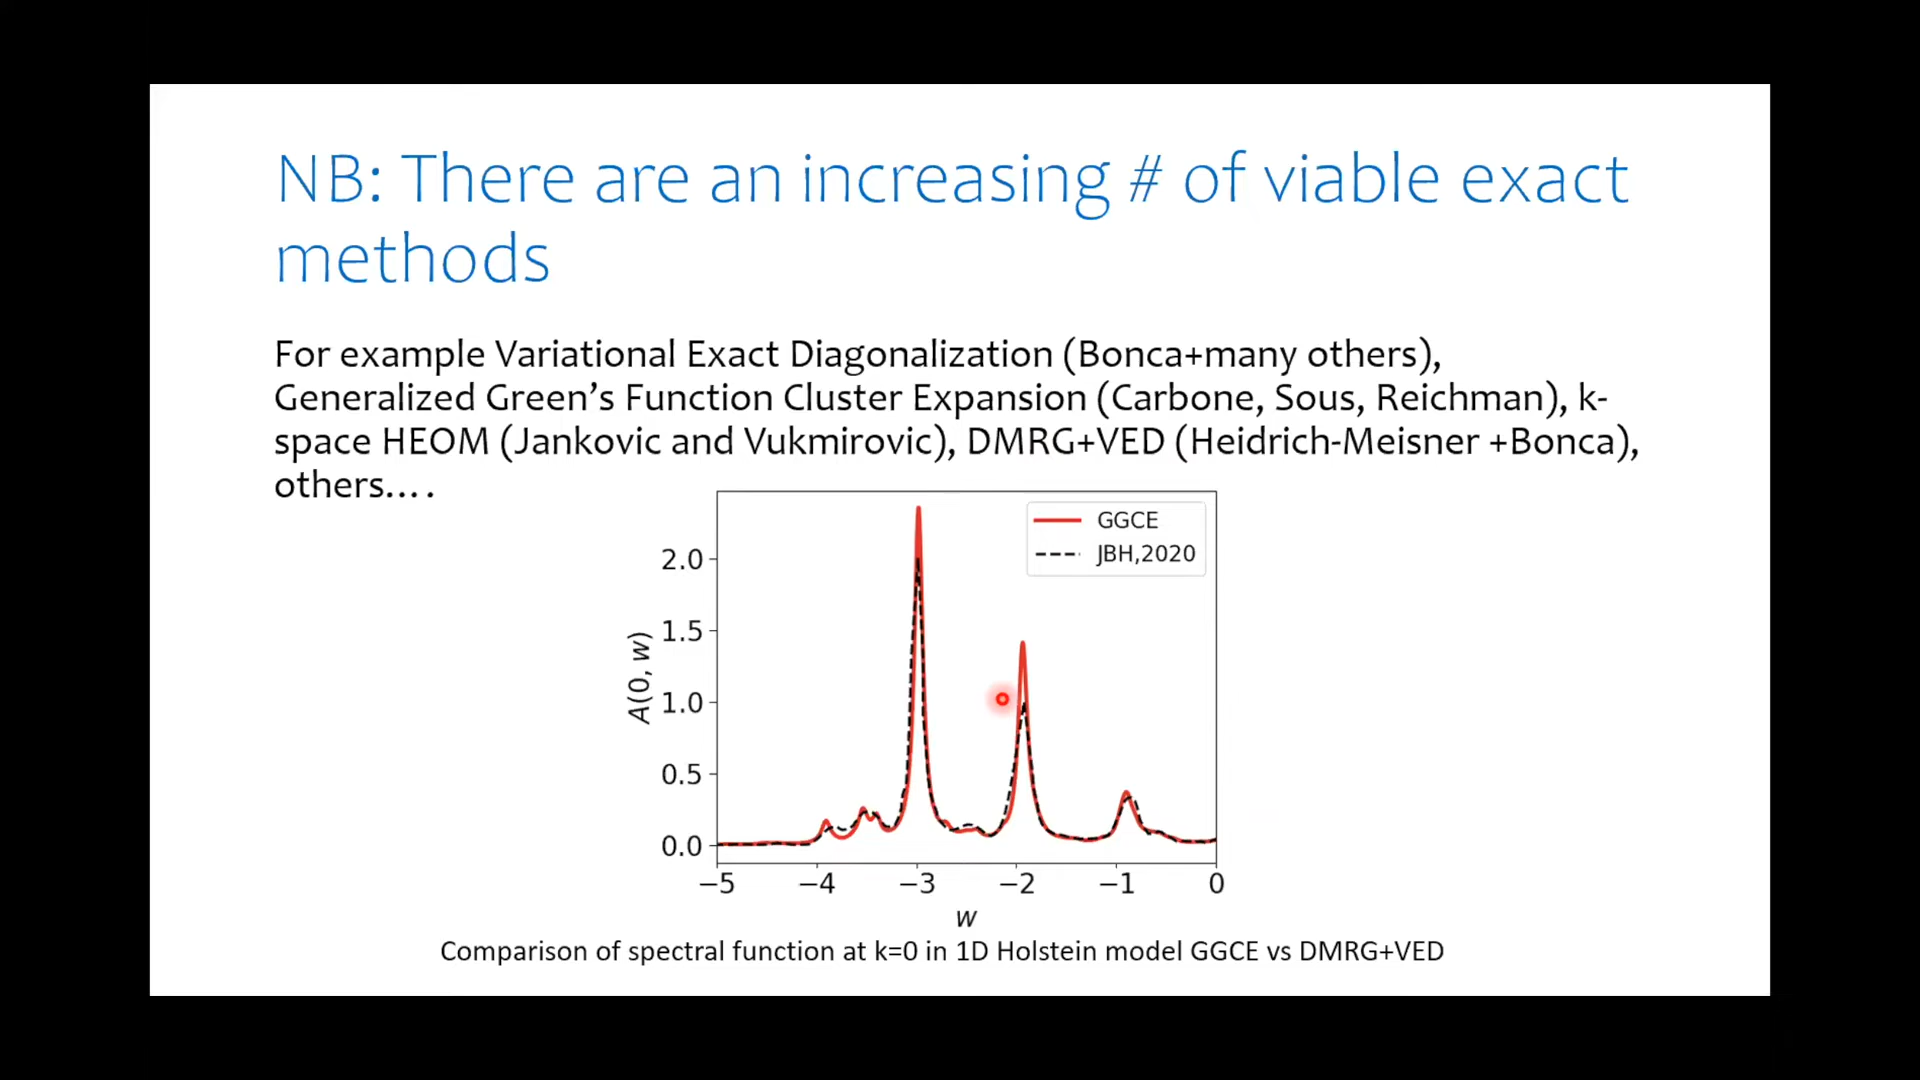 NB: There are an increasing # of viable exact
methods
For example Variational Exact Diagonalization (Bonca+many others),
Generalized Green’s Function Cluster Expansion (Carbone, Sous, Reichman), k-
space HEOM (Jankovic and Vukmirovic), DMRG+VED (Heidrich-Meisner +Bonca),
others….
GGCE
JBH,2020
2.0
1.5
1.0
0.5
0.0
A(0, w)
−5 −4 −3 −2 −1 0
w
Comparison of spectral function at k=0 in 1D Holstein model GGCE vs DMRG+VED